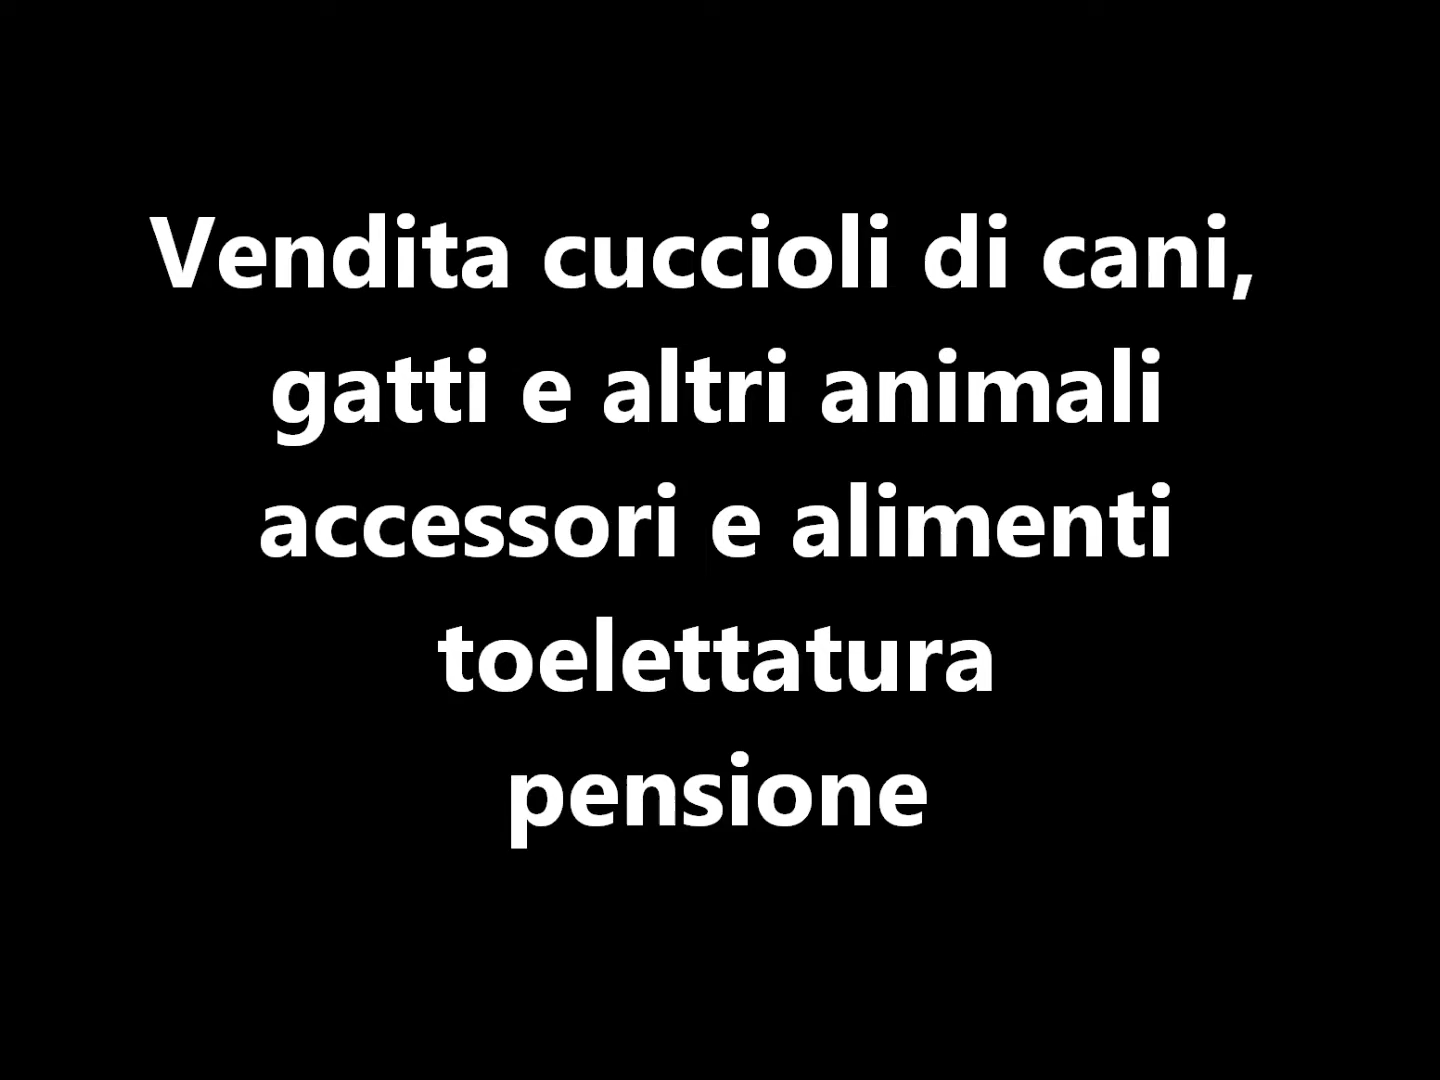 Vendita cuccioli di cani,
gatti e altri animali
accessori e alimenti
toelettatura
pensione